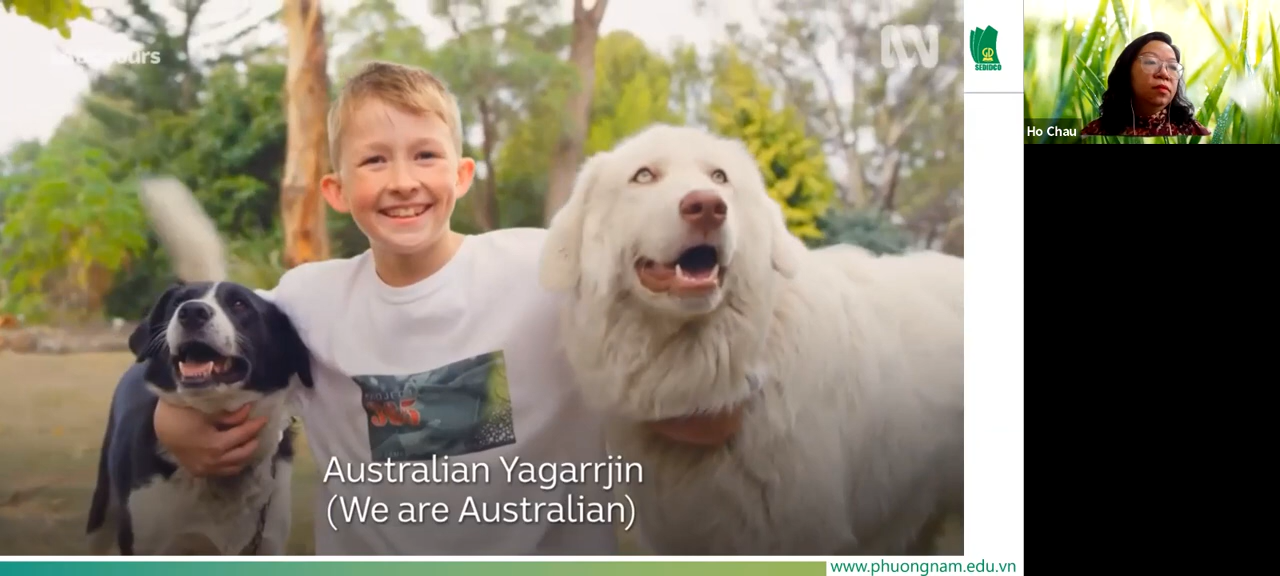 SEDIDCO
Ho Chau
Australian Yagarrjin
(We are Australian)
www.phuongnam.edu.vn